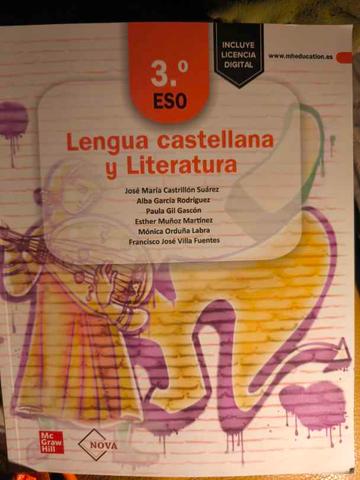 INCLUYE
LICENCIA
DIGITAL
www.mheducation.es
3.º
ESO
Lengua castellana
y Literatura
José María Castrillón Suárez
Alba García Rodríguez
Paula Gil Gascón
Esther Muñoz Martínez
Mónica Orduña Labra
Francisco José Villa Fuentes
Mc
Graw
Hill
NOVA